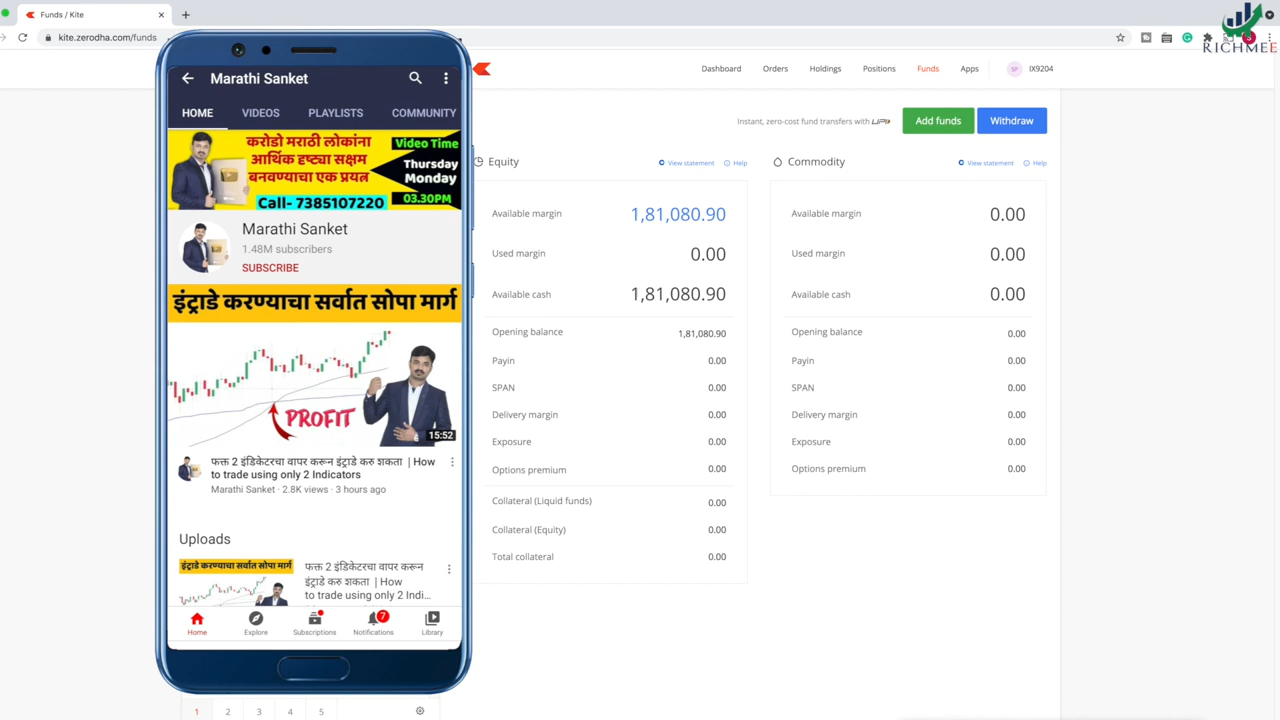 Funds / Kite
kite.zerodha.com/funds
RICHMEE
Marathi Sanket
HOME VIDEOS PLAYLISTS COMMUNITY
करोडो मराठी लोकांना
आर्थिक दृष्ट्या सक्षम
बनवण्याचा एक प्रयत्न
Call- 7385107220
Video Time
Thursday
Monday
03.30PM
Marathi Sanket
1.48M subscribers
SUBSCRIBE
इंट्राडे करण्याचा सर्वात सोपा मार्ग
PROFIT
15:52
फक्त 2 इंडिकेटरचा वापर करून इंट्राडे करु शकता | How
to trade using only 2 Indicators
Marathi Sanket · 2.8K views · 3 hours ago
Uploads
इंट्राडे करण्याचा सर्वात सोपा मार्ग
फक्त 2 इंडिकेटरचा वापर करून
इंट्राडे करु शकता | How
to trade using only 2 Indi...
7
Home Explore Subscriptions Notifications Library
1 2 3 4 5
Dashboard Orders Holdings Positions Funds Apps SP IX9204
Instant, zero-cost fund transfers with UPI Add funds Withdraw
Equity View statement Help
Available margin 1,81,080.90
Used margin 0.00
Available cash 1,81,080.90
Opening balance 1,81,080.90
Payin 0.00
SPAN 0.00
Delivery margin 0.00
Exposure 0.00
Options premium 0.00
Collateral (Liquid funds) 0.00
Collateral (Equity) 0.00
Total collateral 0.00
Commodity View statement Help
Available margin 0.00
Used margin 0.00
Available cash 0.00
Opening balance 0.00
Payin 0.00
SPAN 0.00
Delivery margin 0.00
Exposure 0.00
Options premium 0.00